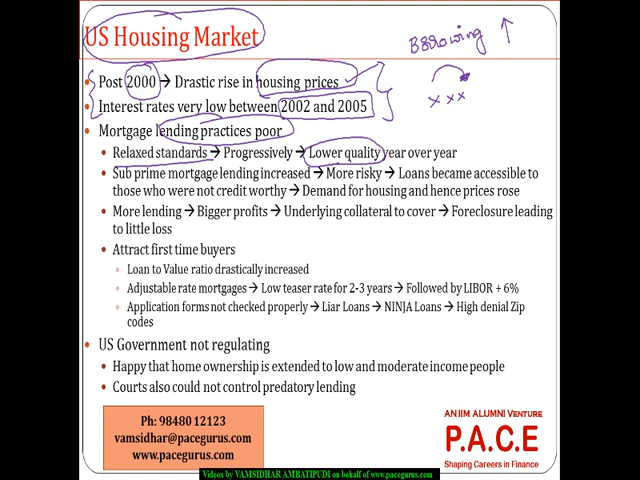 US Housing Market
Borrowing ↑
Post 2000 → Drastic rise in housing prices
x x x
Interest rates very low between 2002 and 2005
Mortgage lending practices poor
Relaxed standards → Progressively → Lower quality year over year
Sub prime mortgage lending increased → More risky → Loans became accessible to
those who were not credit worthy → Demand for housing and hence prices rose
More lending → Bigger profits → Underlying collateral to cover → Foreclosure leading
to little loss
Attract first time buyers
Loan to Value ratio drastically increased
Adjustable rate mortgages → Low teaser rate for 2-3 years → Followed by LIBOR + 6%
Application forms not checked properly → Liar Loans → NINJA Loans → High denial Zip
codes
US Government not regulating
Happy that home ownership is extended to low and moderate income people
Courts also could not control predatory lending
Ph: 98480 12123
vamsidhar@pacegurus.com
www.pacegurus.com
AN IIM ALUMNI VENTURE
P.A.C.E
Shaping Careers in Finance
Videos by VAMSIDHAR AMBATIPUDI on behalf of www.pacegurus.com